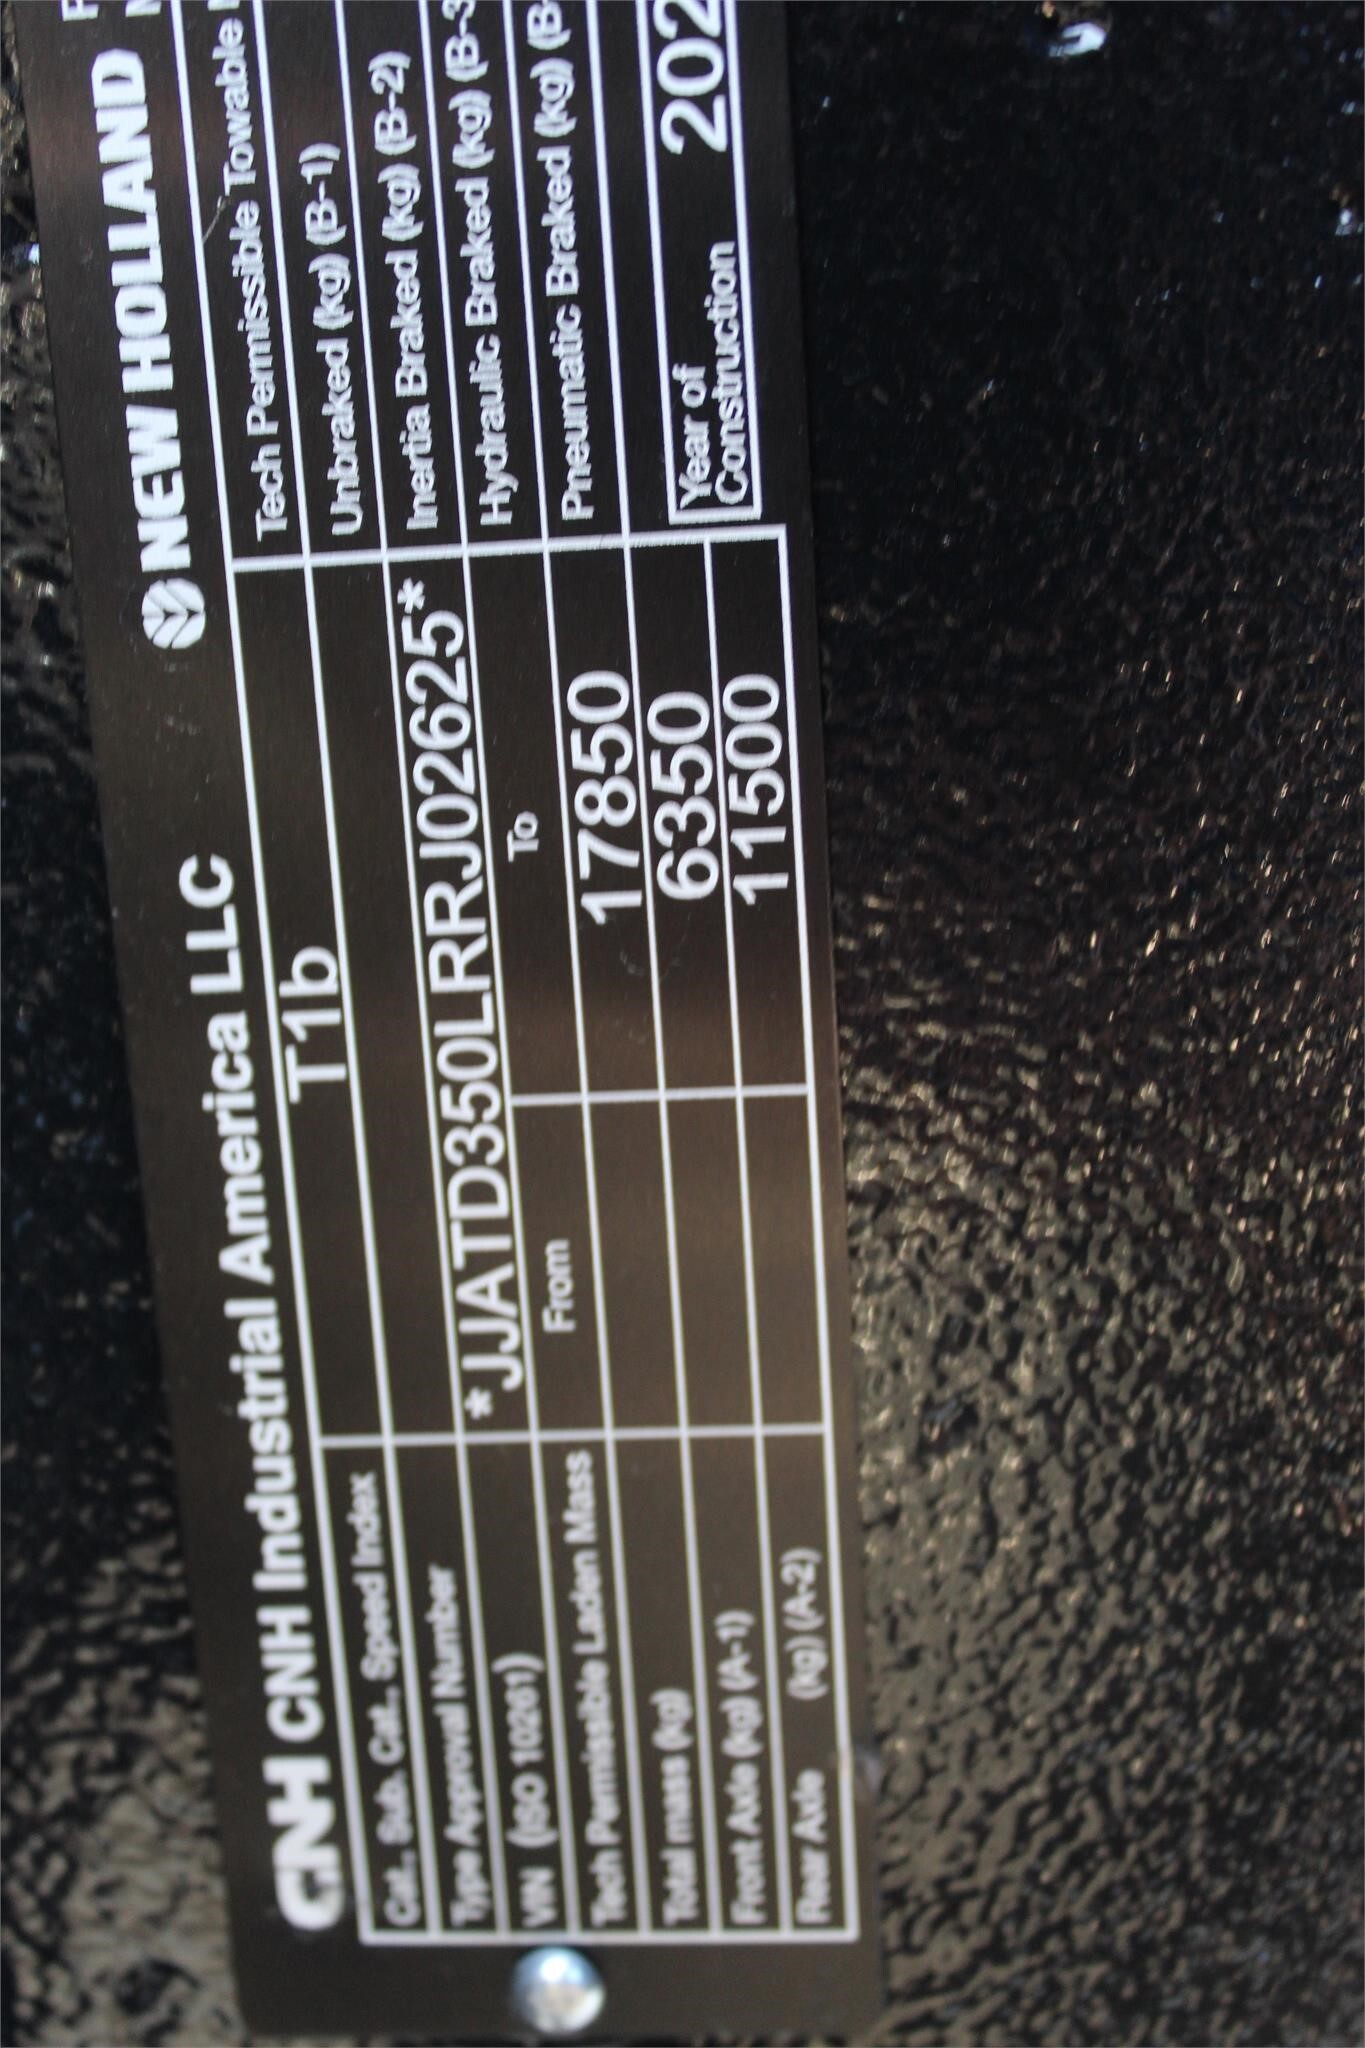 CNH CNH Industrial America LLC
NEW HOLLAND
Cat., Sub. Cat., Speed Index T1b
Type Approval Number
VIN (ISO 10261) *JJATD350LRRJ02625*
Tech Permissible Laden Mass From To
Total mass (kg) 17850
Front Axle (kg) (A-1) 6350
Rear Axle (kg) (A-2) 11500
Tech Permissible Towable
Unbraked (kg) (B-1)
Inertia Braked (kg) (B-2)
Hydraulic Braked (kg) (B-3
Pneumatic Braked (kg) (B-
Year of
Construction 202